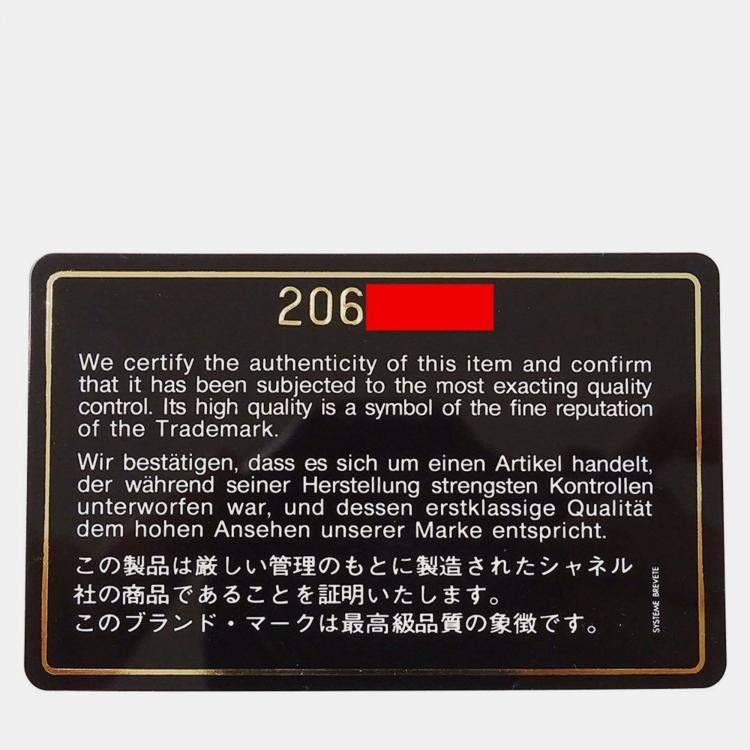 206
We certify the authenticity of this item and confirm
that it has been subjected to the most exacting quality
control. Its high quality is a symbol of the fine reputation
of the Trademark.
Wir bestätigen, dass es sich um einen Artikel handelt,
der während seiner Herstellung strengsten Kontrollen
unterworfen war, und dessen erstklassige Qualität
dem hohen Ansehen unserer Marke entspricht.
この製品は厳しい管理のもとに製造されたシャネル
社の商品であることを証明いたします。
このブランド・マークは最高級品質の象徴です。
SYSTEME BREVETE